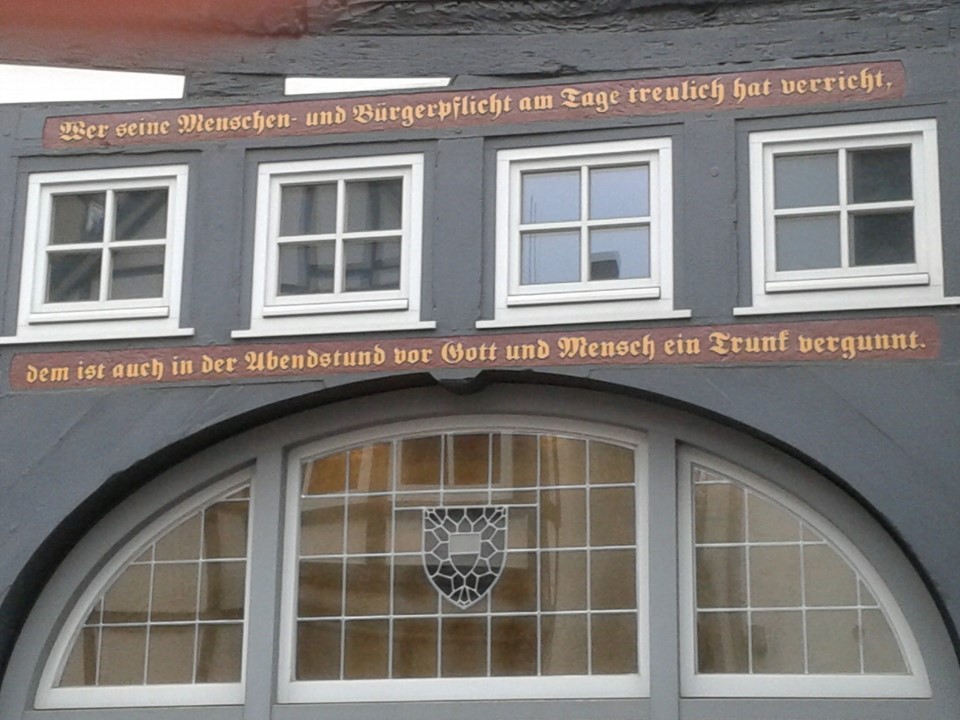 Wer seine Menschen- und Bürgerpflicht am Tage treulich hat verricht,
dem ist auch in der Abendstund vor Gott und Mensch ein Trunk vergunnt.